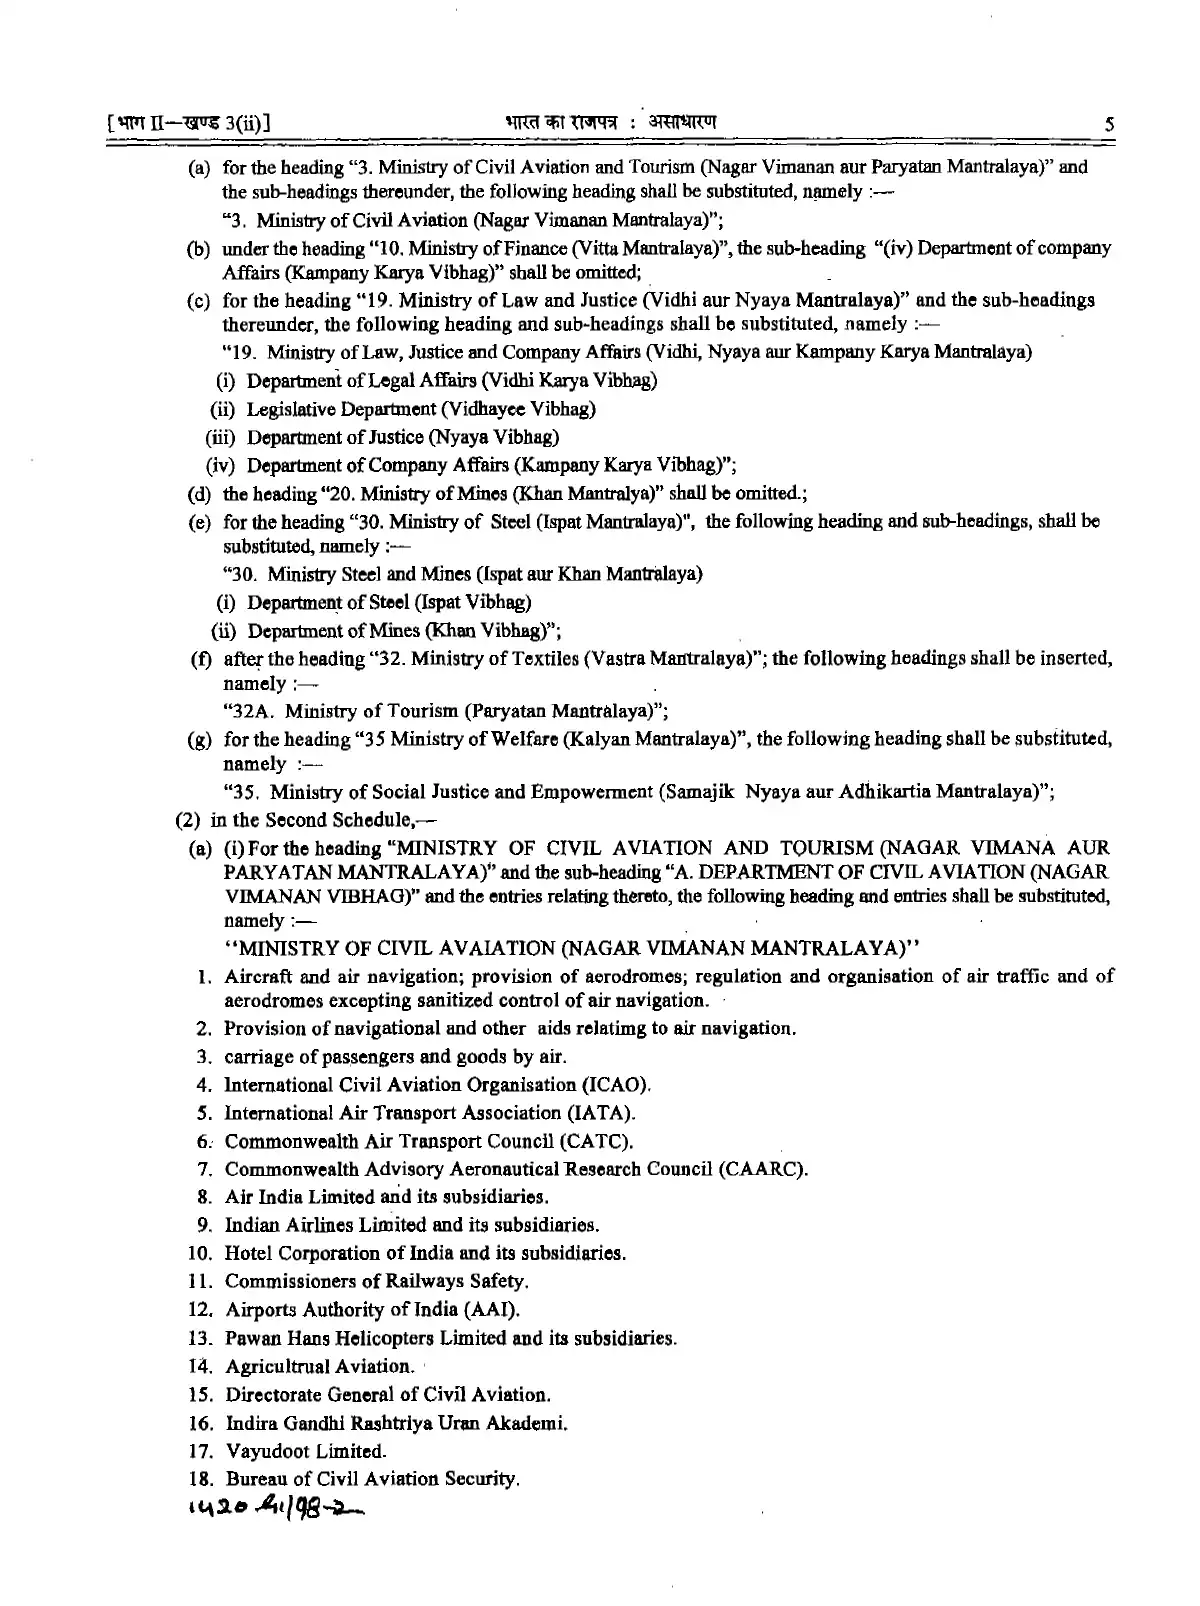 [ भाग II—खण्ड 3(ii)] भारत का राजपत्र : असाधारण 5
(a) for the heading “3. Ministry of Civil Aviation and Tourism (Nagar Vimanan aur Paryatan Mantralaya)” and
the sub-headings thereunder, the following heading shall be substituted, namely :—
“3. Ministry of Civil Aviation (Nagar Vimanan Mantralaya)”;
(b) under the heading “10. Ministry of Finance (Vitta Mantralaya)”, the sub-heading “(iv) Department of company
Affairs (Kampany Karya Vibhag)” shall be omitted;
(c) for the heading “19. Ministry of Law and Justice (Vidhi aur Nyaya Mantralaya)” and the sub-headings
thereunder, the following heading and sub-headings shall be substituted, namely :—
“19. Ministry of Law, Justice and Company Affairs (Vidhi, Nyaya aur Kampany Karya Mantralaya)
(i) Department of Legal Affairs (Vidhi Karya Vibhag)
(ii) Legislative Department (Vidhayee Vibhag)
(iii) Department of Justice (Nyaya Vibhag)
(iv) Department of Company Affairs (Kampany Karya Vibhag)”;
(d) the heading “20. Ministry of Mines (Khan Mantralya)” shall be omitted.;
(e) for the heading “30. Ministry of Steel (Ispat Mantralaya)", the following heading and sub-headings, shall be
substituted, namely :—
“30. Ministry Steel and Mines (Ispat aur Khan Mantralaya)
(i) Department of Steel (Ispat Vibhag)
(ii) Department of Mines (Khan Vibhag)”;
(f) after the heading “32. Ministry of Textiles (Vastra Mantralaya)”; the following headings shall be inserted,
namely :—
“32A. Ministry of Tourism (Paryatan Mantralaya)”;
(g) for the heading “35 Ministry of Welfare (Kalyan Mantralaya)”, the following heading shall be substituted,
namely :—
“35. Ministry of Social Justice and Empowerment (Samajik Nyaya aur Adhikartia Mantralaya)”;
(2) in the Second Schedule,—
(a) (i) For the heading “MINISTRY OF CIVIL AVIATION AND TOURISM (NAGAR VIMANA AUR
PARYATAN MANTRALAYA)” and the sub-heading “A. DEPARTMENT OF CIVIL AVIATION (NAGAR
VIMANAN VIBHAG)” and the entries relating thereto, the following heading and entries shall be substituted,
namely :—
“MINISTRY OF CIVIL AVAIATION (NAGAR VIMANAN MANTRALAYA)”
1. Aircraft and air navigation; provision of aerodromes; regulation and organisation of air traffic and of
aerodromes excepting sanitized control of air navigation.
2. Provision of navigational and other aids relatimg to air navigation.
3. carriage of passengers and goods by air.
4. International Civil Aviation Organisation (ICAO).
5. International Air Transport Association (IATA).
6. Commonwealth Air Transport Council (CATC).
7. Commonwealth Advisory Aeronautical Research Council (CAARC).
8. Air India Limited and its subsidiaries.
9. Indian Airlines Limited and its subsidiaries.
10. Hotel Corporation of India and its subsidiaries.
11. Commissioners of Railways Safety.
12. Airports Authority of India (AAI).
13. Pawan Hans Helicopters Limited and its subsidiaries.
14. Agricultrual Aviation.
15. Directorate General of Civil Aviation.
16. Indira Gandhi Rashtriya Uran Akademi.
17. Vayudoot Limited.
18. Bureau of Civil Aviation Security.